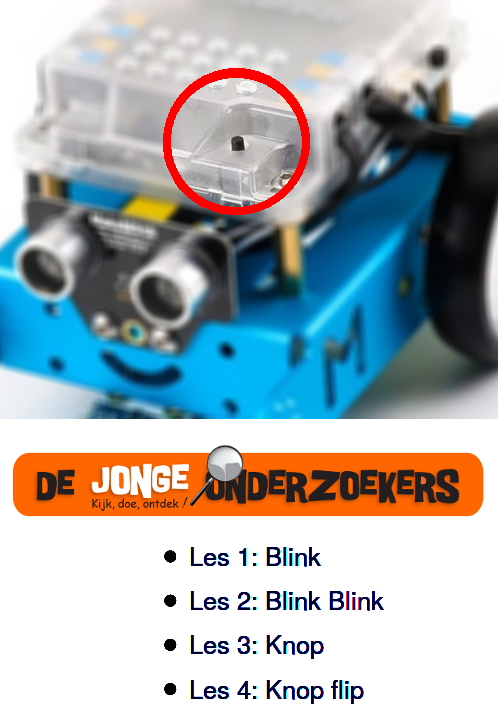 M
DE JONGE ONDERZOEKERS
Kijk, doe, ontdek!
Les 1: Blink
Les 2: Blink Blink
Les 3: Knop
Les 4: Knop flip